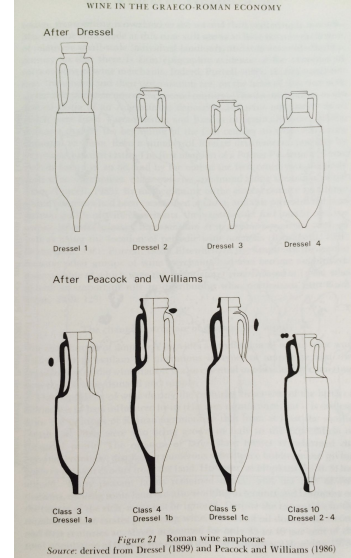 WINE IN THE GRAECO-ROMAN ECONOMY
After Dressel
Dressel 1 Dressel 2 Dressel 3 Dressel 4
After Peacock and Williams
Class 3 Class 4 Class 5 Class 10
Dressel 1a Dressel 1b Dressel 1c Dressel 2-4
Figure 21 Roman wine amphorae
Source: derived from Dressel (1899) and Peacock and Williams (1986)